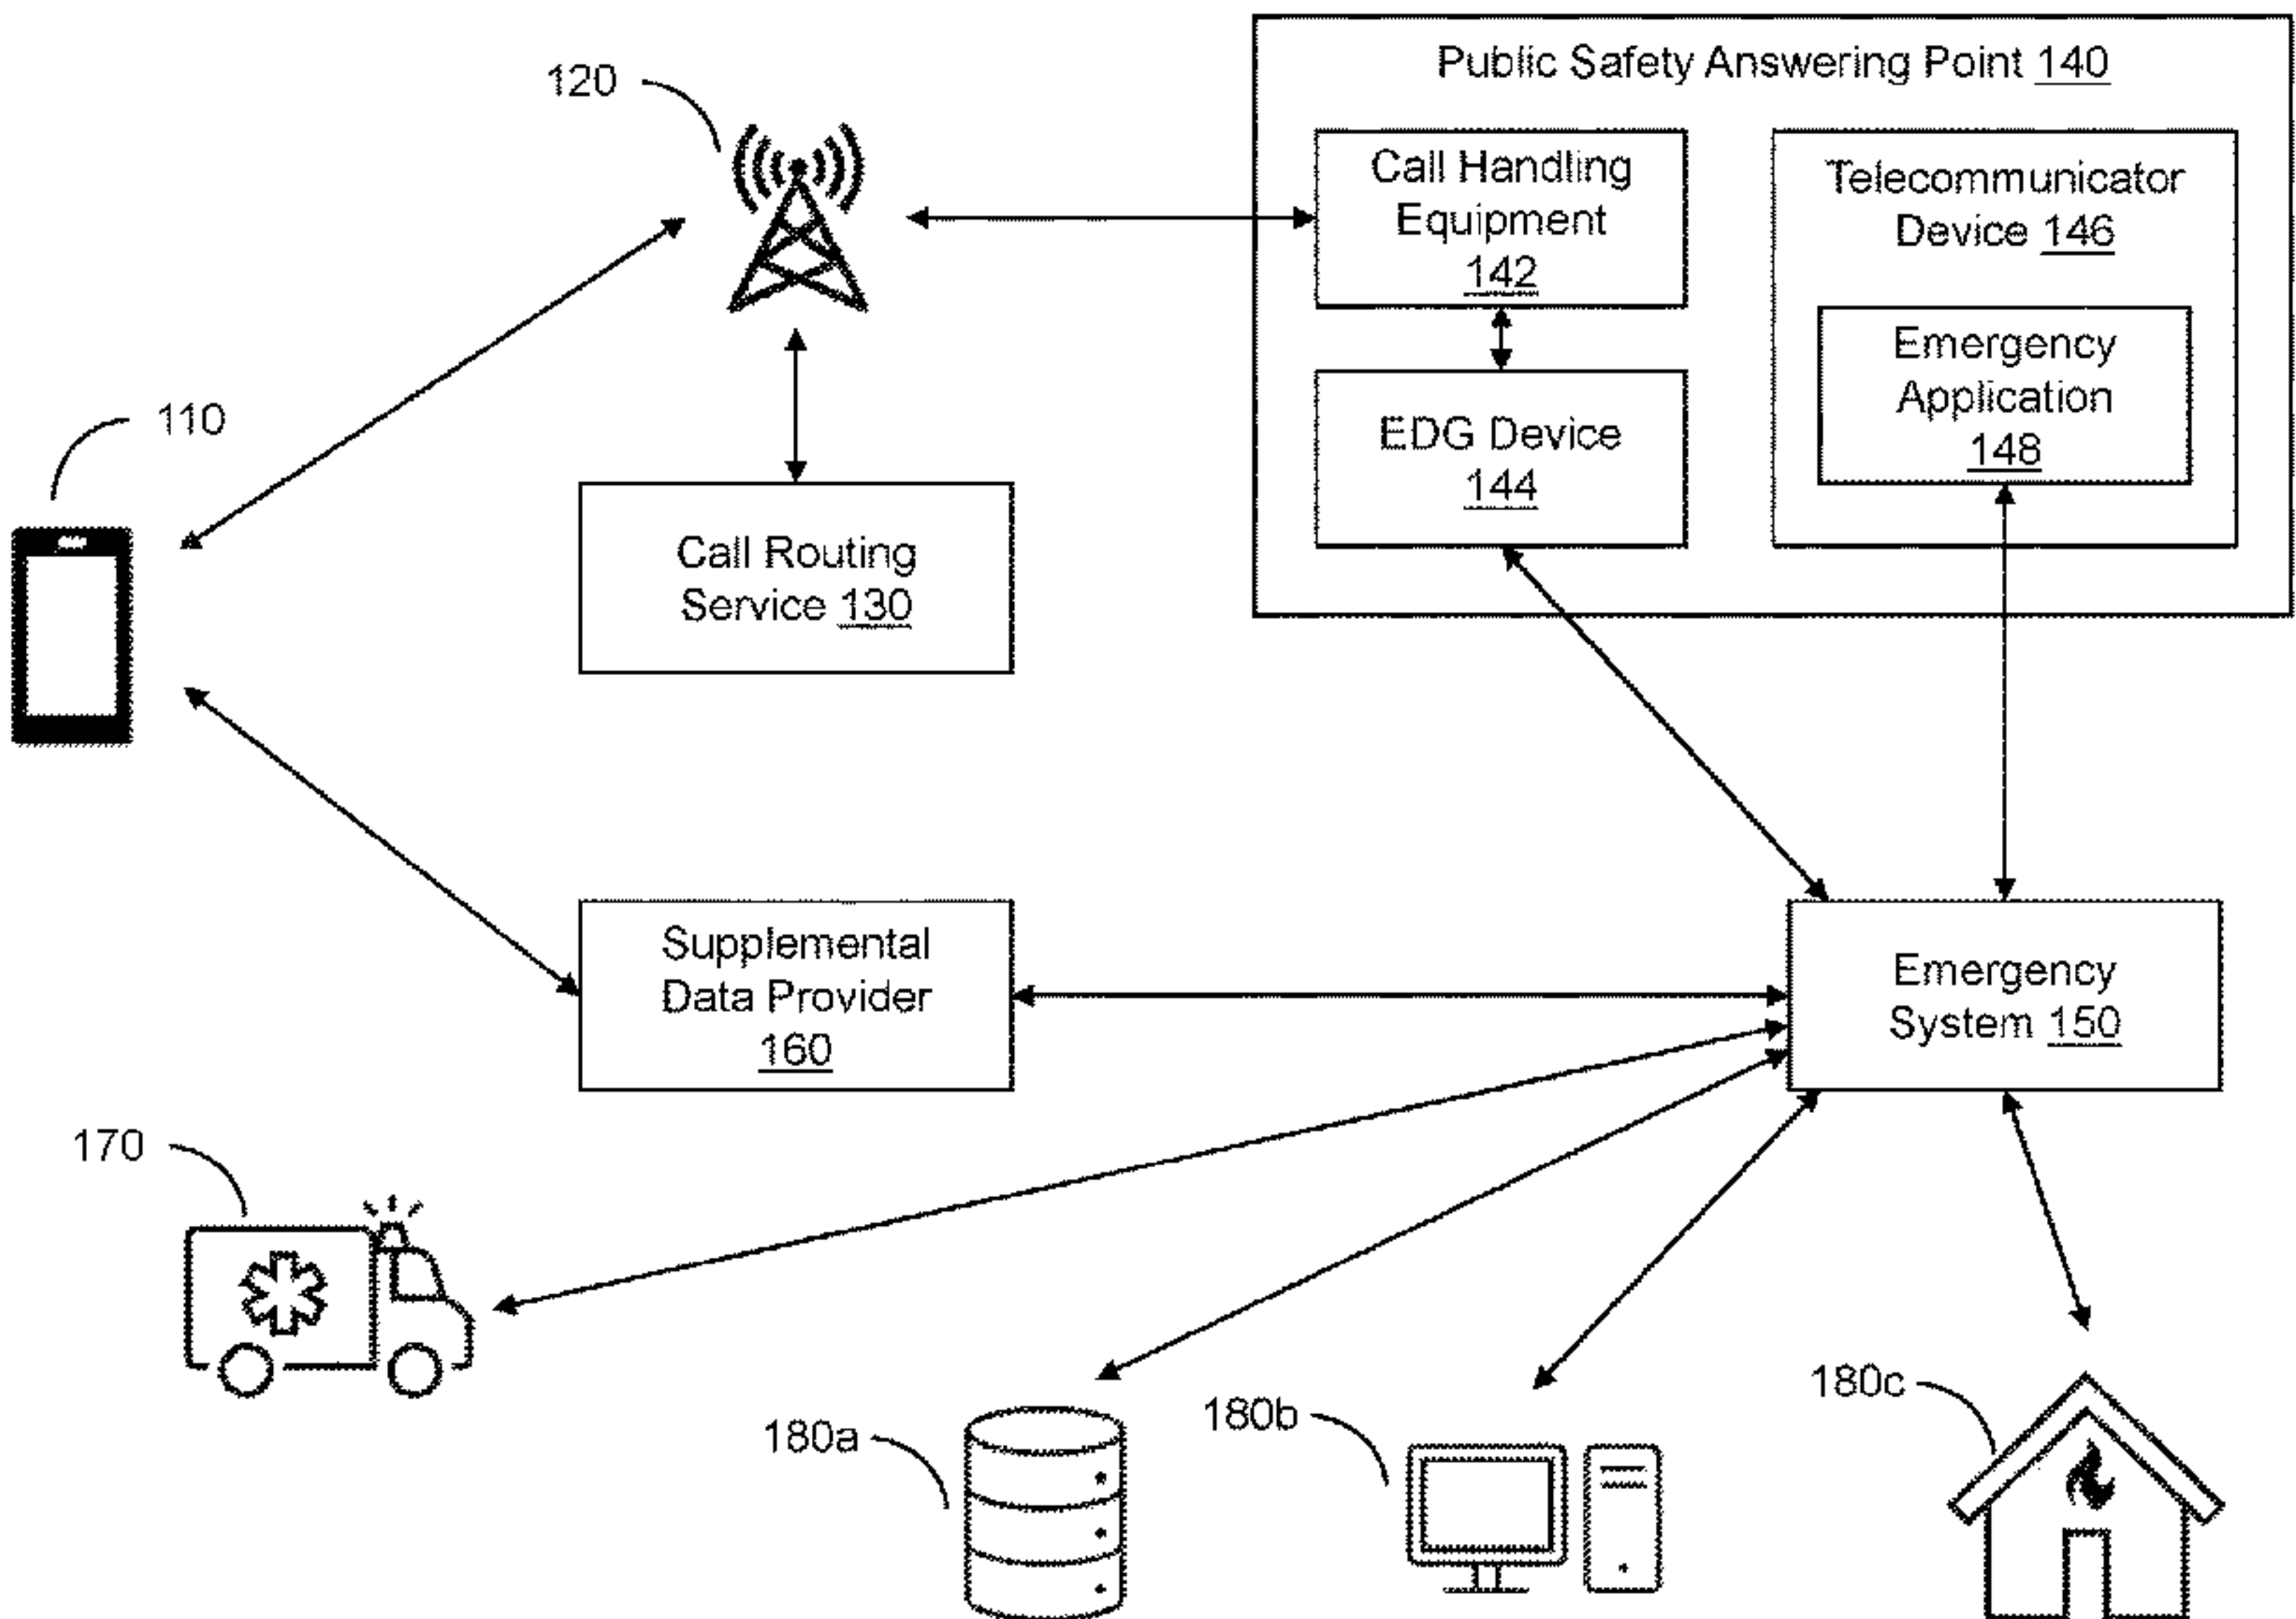 Public Safety Answering Point 140
120
Call Handling
Equipment
142
Telecommunicator
Device 146
Emergency
Application
148
EDG Device
144
110
Call Routing
Service 130
Supplemental
Data Provider
160
Emergency
System 150
170
180a
180b
180c